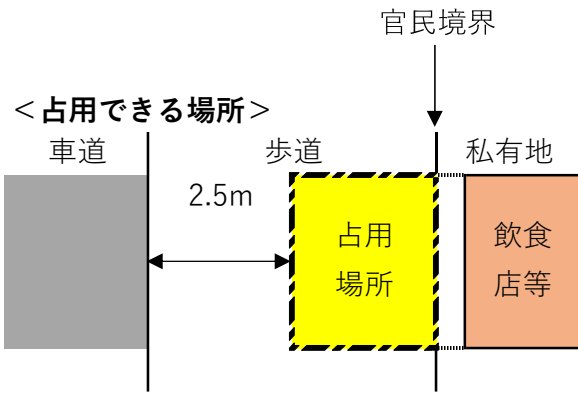 官民境界
＜占用できる場所＞
車道
歩道
私有地
2.5m
占用
場所
飲食
店等